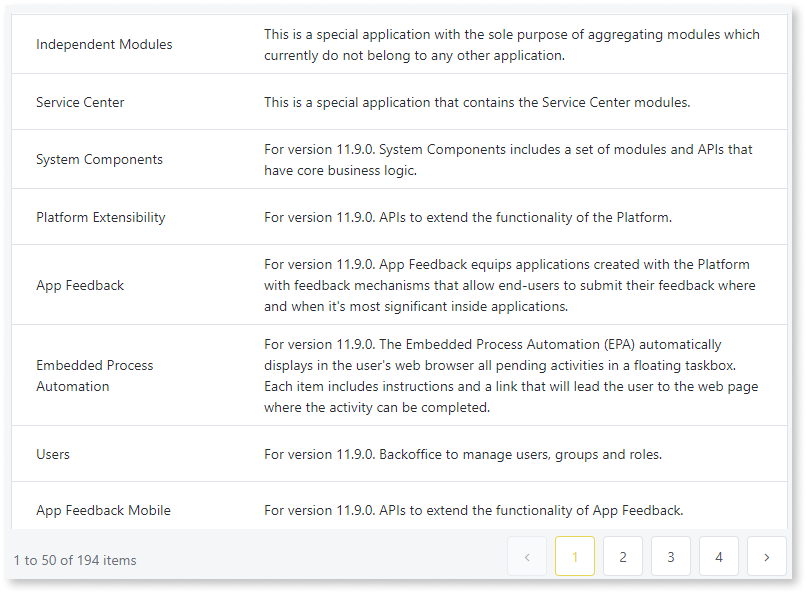 Independent Modules
This is a special application with the sole purpose of aggregating modules which
currently do not belong to any other application.
Service Center
This is a special application that contains the Service Center modules.
System Components
For version 11.9.0. System Components includes a set of modules and APIs that
have core business logic.
Platform Extensibility
For version 11.9.0. APIs to extend the functionality of the Platform.
App Feedback
For version 11.9.0. App Feedback equips applications created with the Platform
with feedback mechanisms that allow end-users to submit their feedback where
and when it's most significant inside applications.
Embedded Process
Automation
For version 11.9.0. The Embedded Process Automation (EPA) automatically
displays in the user's web browser all pending activities in a floating taskbox.
Each item includes instructions and a link that will lead the user to the web page
where the activity can be completed.
Users
For version 11.9.0. Backoffice to manage users, groups and roles.
App Feedback Mobile
For version 11.9.0. APIs to extend the functionality of App Feedback.
1 to 50 of 194 items
< 1 2 3 4 >